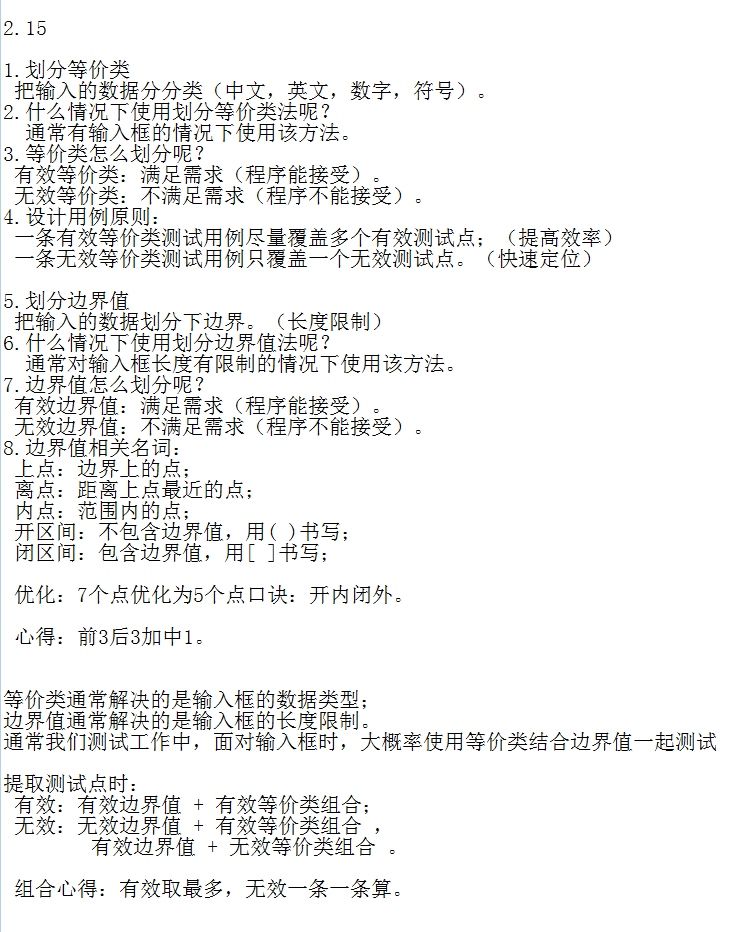 2.15
1.划分等价类
把输入的数据分分类（中文，英文，数字，符号）。
2.什么情况下使用划分等价类法呢？
通常有输入框的情况下使用该方法。
3.等价类怎么划分呢？
有效等价类：满足需求（程序能接受）。
无效等价类：不满足需求（程序不能接受）。
4.设计用例原则：
一条有效等价类测试用例尽量覆盖多个有效测试点；（提高效率）
一条无效等价类测试用例只覆盖一个无效测试点。（快速定位）
5.划分边界值
把输入的数据划分下边界。（长度限制）
6.什么情况下使用划分边界值法呢？
通常对输入框长度有限制的情况下使用该方法。
7.边界值怎么划分呢？
有效边界值：满足需求（程序能接受）。
无效边界值：不满足需求（程序不能接受）。
8.边界值相关名词：
上点：边界上的点；
离点：距离上点最近的点；
内点：范围内的点；
开区间：不包含边界值，用( )书写；
闭区间：包含边界值，用[ ]书写；
优化：7个点优化为5个点口诀：开内闭外。
心得：前3后3加中1。
等价类通常解决的是输入框的数据类型；
边界值通常解决的是输入框的长度限制。
通常我们测试工作中，面对输入框时，大概率使用等价类结合边界值一起测试
提取测试点时：
有效：有效边界值 + 有效等价类组合；
无效：无效边界值 + 有效等价类组合 ，
有效边界值 + 无效等价类组合 。
组合心得：有效取最多，无效一条一条算。